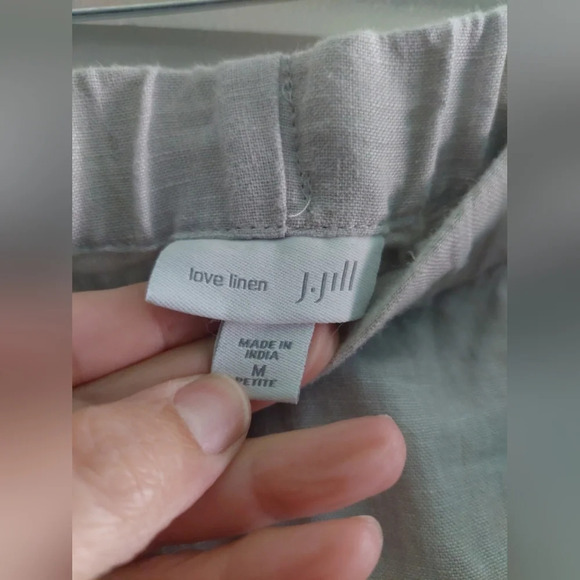 love linen J.Jill
MADE IN
INDIA
M
PETITE